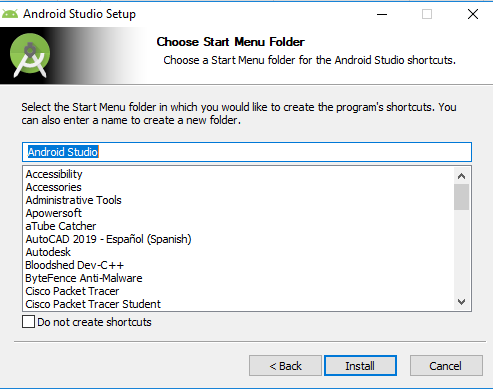 Android Studio Setup
Choose Start Menu Folder
Choose a Start Menu folder for the Android Studio shortcuts.
Select the Start Menu folder in which you would like to create the program's shortcuts. You
can also enter a name to create a new folder.
Android Studio
Accessibility
Accessories
Administrative Tools
Apowersoft
aTube Catcher
AutoCAD 2019 - Español (Spanish)
Autodesk
Bloodshed Dev-C++
ByteFence Anti-Malware
Cisco Packet Tracer
Cisco Packet Tracer Student
Do not create shortcuts
< Back
Install
Cancel